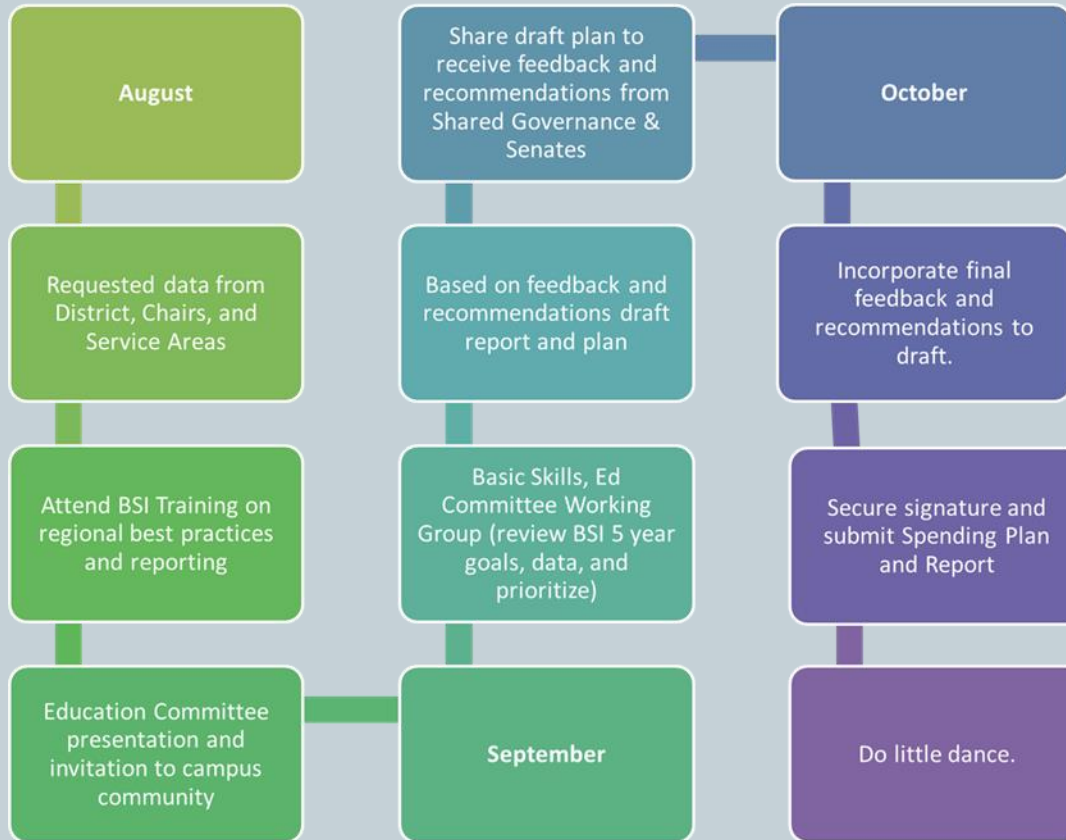 August
Requested data from
District, Chairs, and
Service Areas
Attend BSI Training on
regional best practices
and reporting
Education Committee
presentation and
invitation to campus
community
September
Basic Skills, Ed
Committee Working
Group (review BSI 5 year
goals, data, and
prioritize)
Based on feedback and
recommendations draft
report and plan
Share draft plan to
receive feedback and
recommendations from
Shared Governance &
Senates
October
Incorporate final
feedback and
recommendations to
draft.
Secure signature and
submit Spending Plan
and Report
Do little dance.